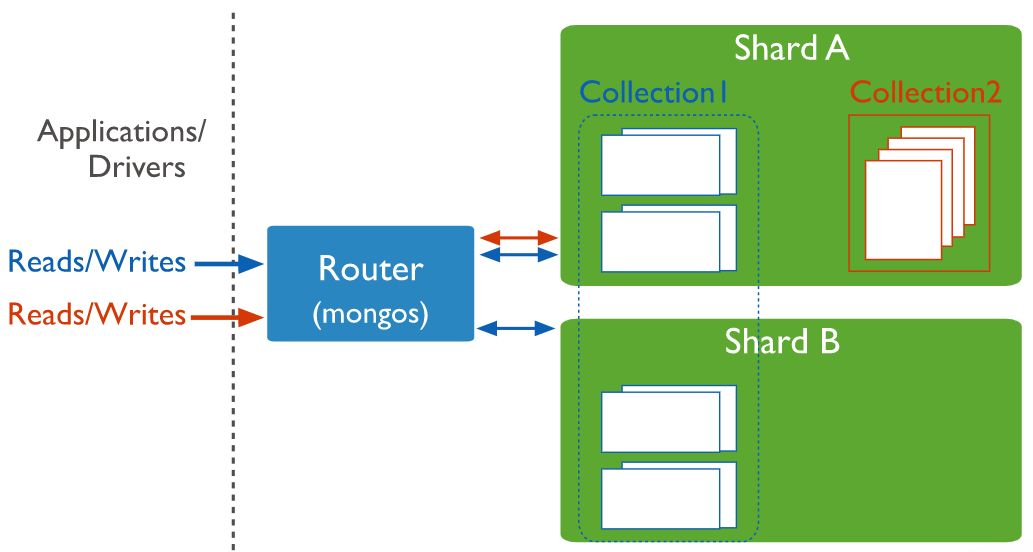 Applications/
Drivers
Reads/Writes
Reads/Writes
Router
(mongos)
Shard A
Collection1
Collection2
Shard B